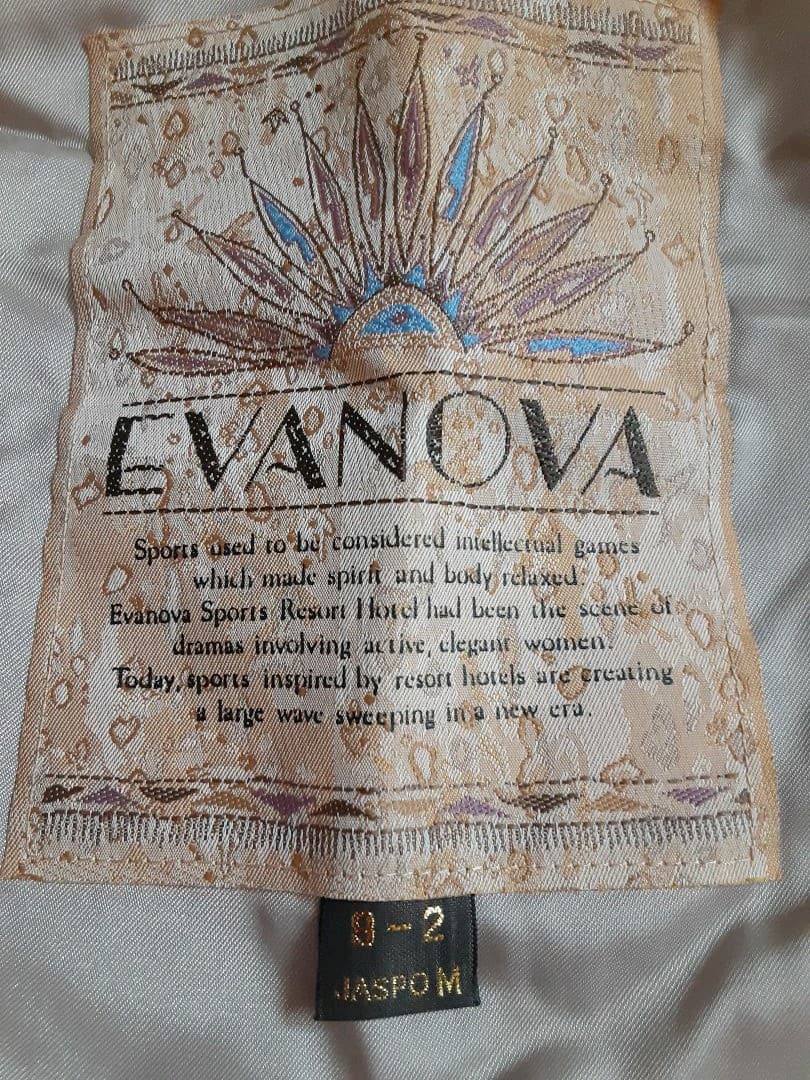 EVANOVA
Sports used to be considered intellectual games
which made spirit and body relaxed.
Evanova Sports Resort Hotel had been the scene of
dramas involving active, elegant women.
Today, sports inspired by resort hotels are creating
a large wave sweeping in a new era.
9-2
JASPO M